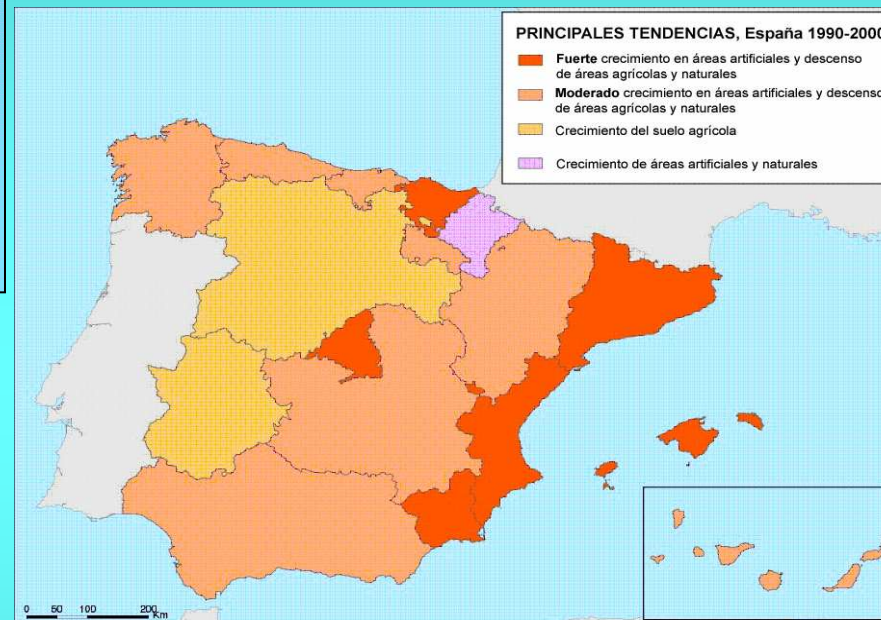 PRINCIPALES TENDENCIAS, España 1990-2000
Fuerte crecimiento en áreas artificiales y descenso
de áreas agrícolas y naturales
Moderado crecimiento en áreas artificiales y descenso
de áreas agrícolas y naturales
Crecimiento del suelo agrícola
Crecimiento de áreas artificiales y naturales
0 50 100 200
Km